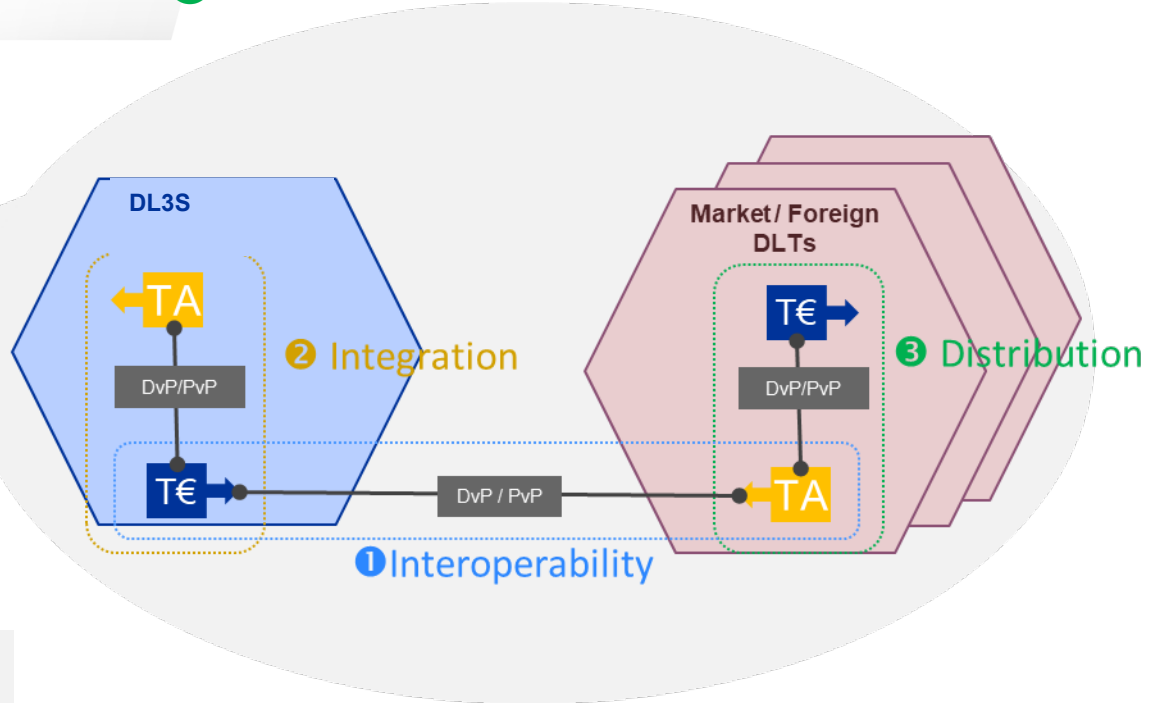 DL3S
TA
DvP/PvP
T€
❷ Integration
DvP / PvP
❶Interoperability
Market/ Foreign
DLTs
T€
DvP/PvP
TA
❸ Distribution